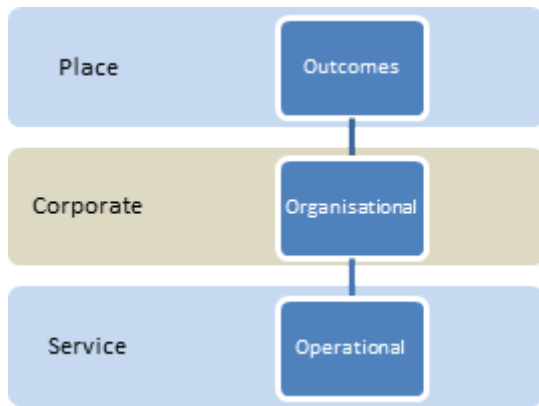 Place
Outcomes
Corporate
Organisational
Service
Operational